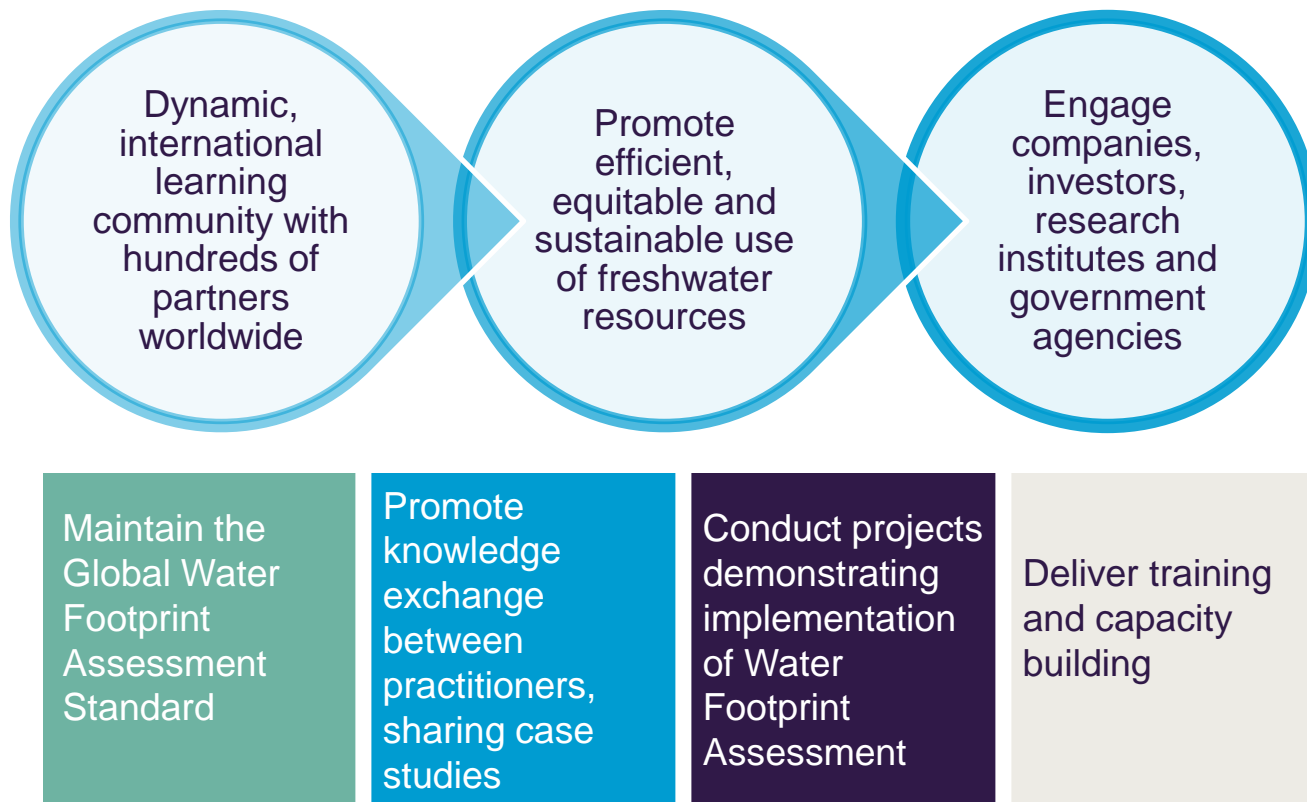 Dynamic,
international
learning
community with
hundreds of
partners
worldwide
Promote
efficient,
equitable and
sustainable use
of freshwater
resources
Engage
companies,
investors,
research
institutes and
government
agencies
Maintain the
Global Water
Footprint
Assessment
Standard
Promote
knowledge
exchange
between
practitioners,
sharing case
studies
Conduct projects
demonstrating
implementation
of Water
Footprint
Assessment
Deliver training
and capacity
building